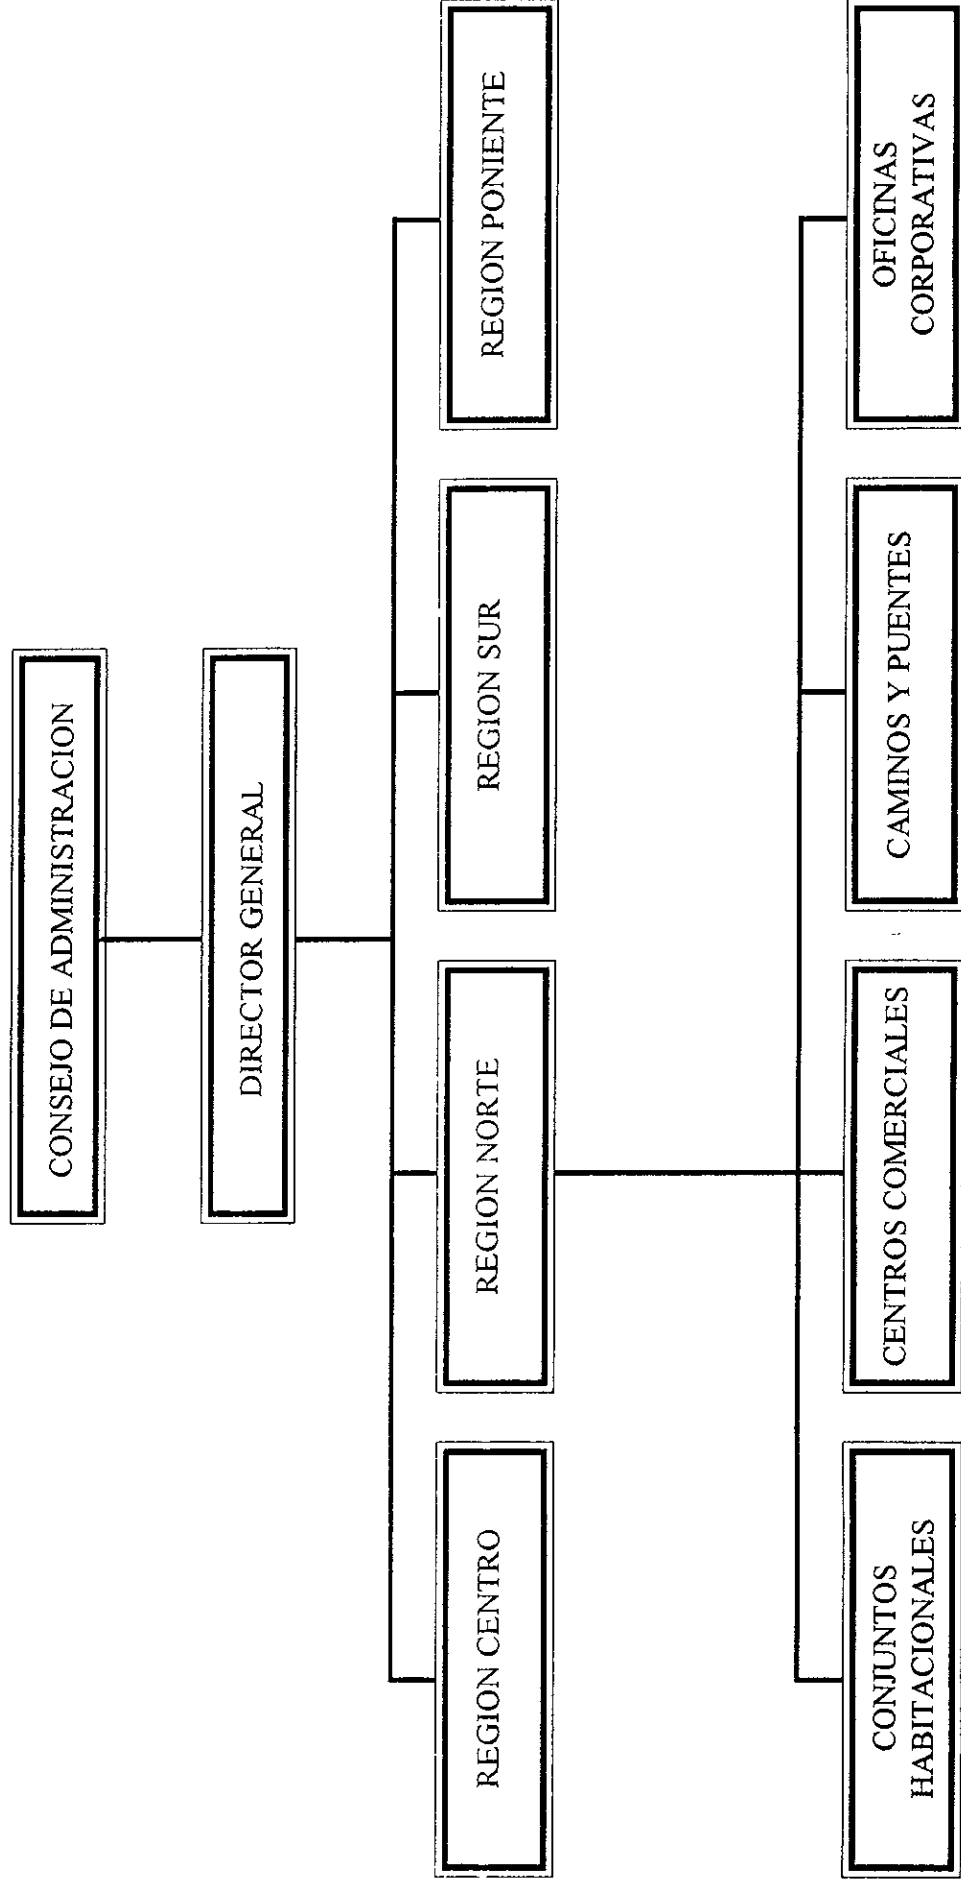 CONSEJO DE ADMINISTRACION
DIRECTOR GENERAL
REGION CENTRO
REGION NORTE
REGION SUR
REGION PONIENTE
CONJUNTOS
HABITACIONALES
CENTROS COMERCIALES
CAMINOS Y PUENTES
OFICINAS
CORPORATIVAS